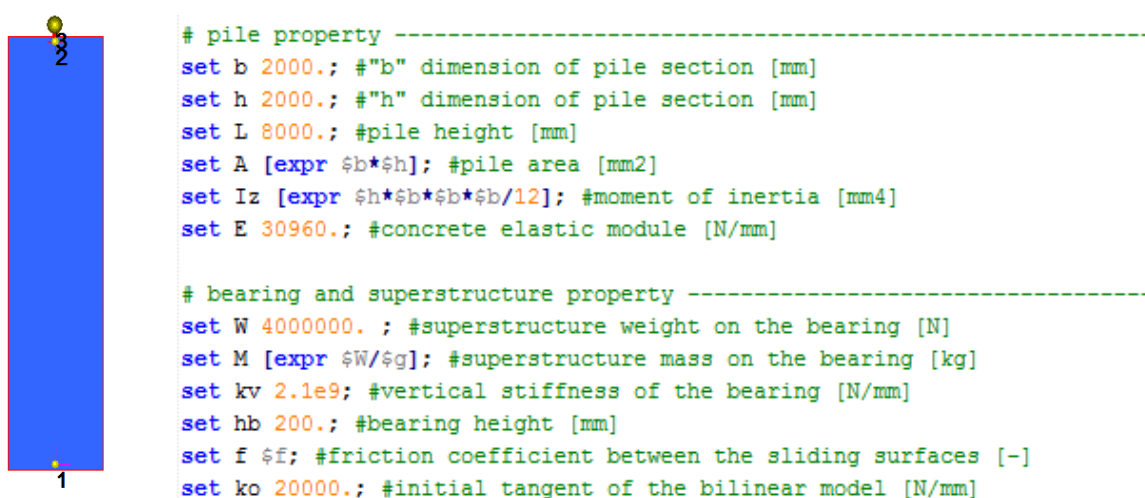 3
2
1
# pile property ---------------------------------------------------------
set b 2000.; #"b" dimension of pile section [mm]
set h 2000.; #"h" dimension of pile section [mm]
set L 8000.; #pile height [mm]
set A [expr $b*$h]; #pile area [mm2]
set Iz [expr $h*$b*$b*$b/12]; #moment of inertia [mm4]
set E 30960.; #concrete elastic module [N/mm]
# bearing and superstructure property -----------------------------------
set W 4000000. ; #superstructure weight on the bearing [N]
set M [expr $W/$g]; #superstructure mass on the bearing [kg]
set kv 2.1e9; #vertical stiffness of the bearing [N/mm]
set hb 200.; #bearing height [mm]
set f $f; #friction coefficient between the sliding surfaces [-]
set ko 20000.; #initial tangent of the bilinear model [N/mm]